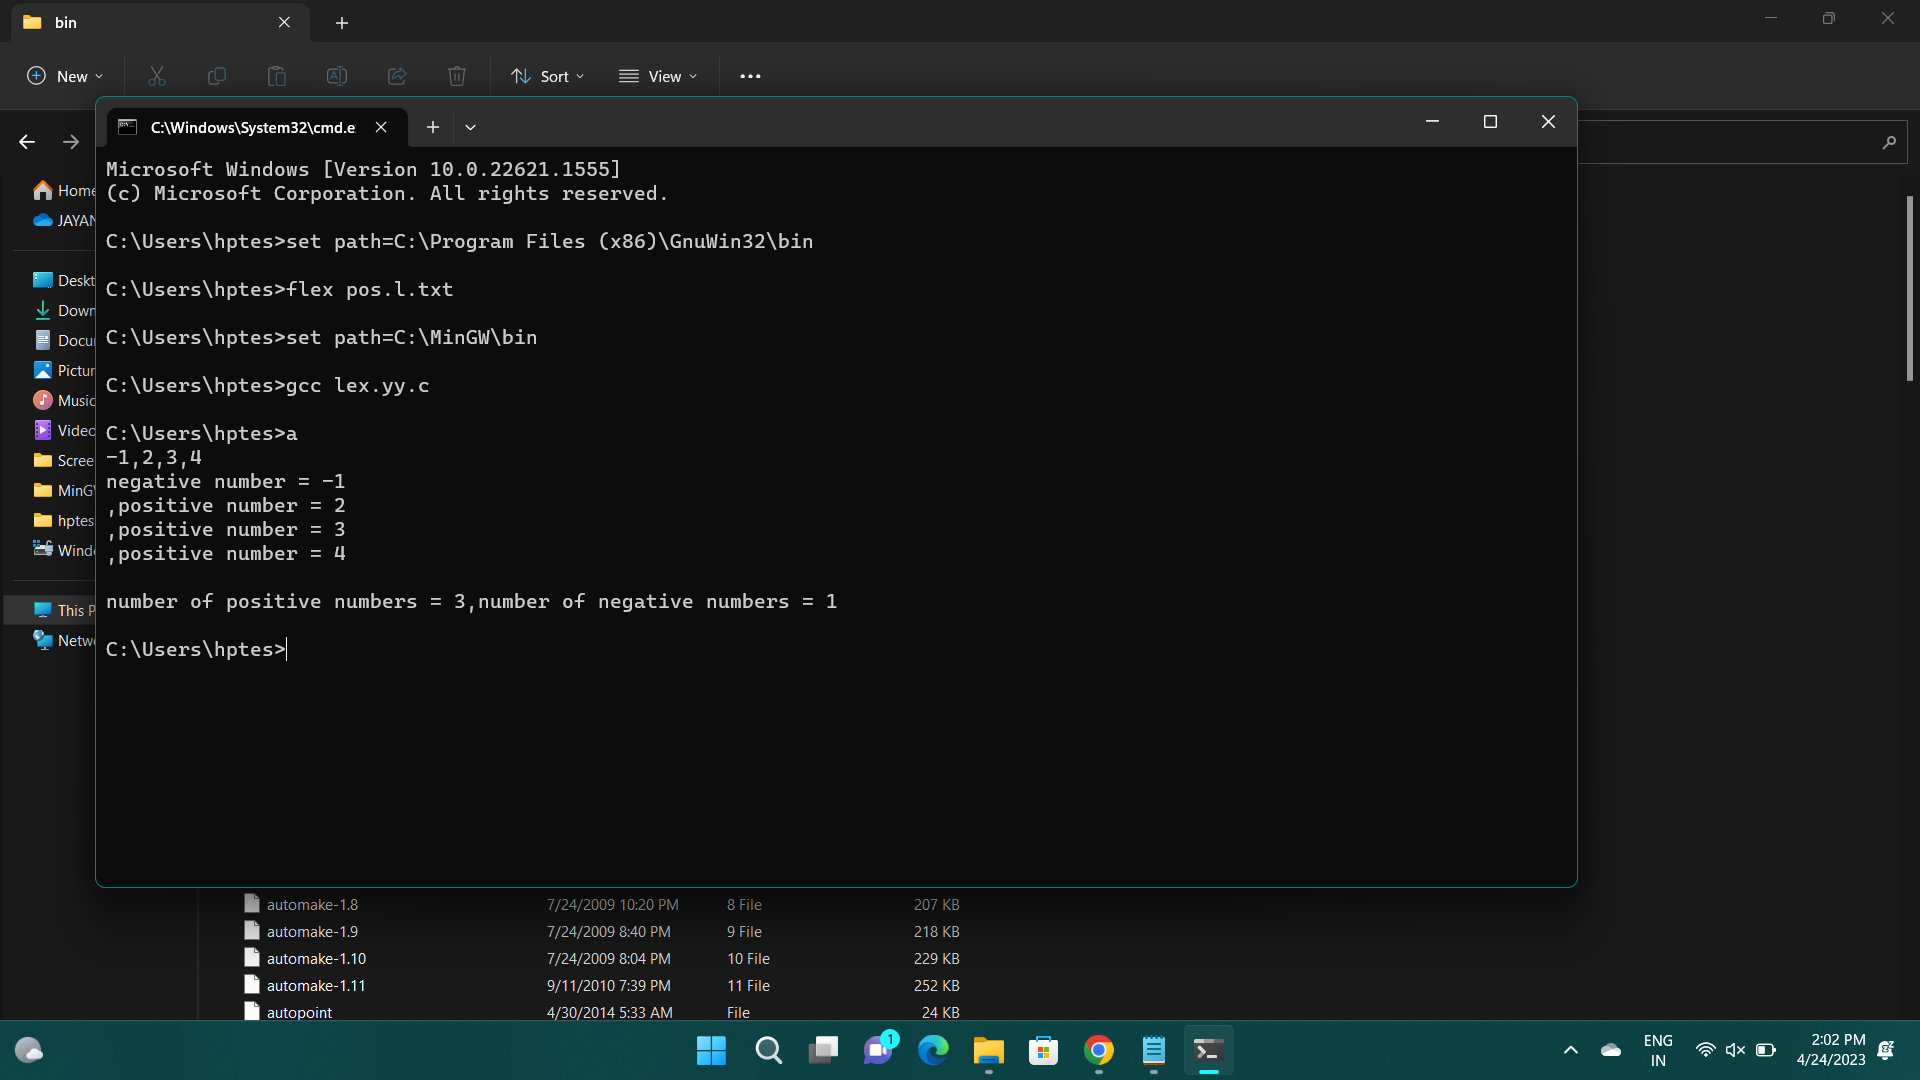 bin
New
Sort
View
C:\Windows\System32\cmd.e
Microsoft Windows [Version 10.0.22621.1555]
(c) Microsoft Corporation. All rights reserved.
C:\Users\hptes>set path=C:\Program Files (x86)\GnuWin32\bin
C:\Users\hptes>flex pos.l.txt
C:\Users\hptes>set path=C:\MinGW\bin
C:\Users\hptes>gcc lex.yy.c
C:\Users\hptes>a
-1,2,3,4
negative number = -1
,positive number = 2
,positive number = 3
,positive number = 4
number of positive numbers = 3,number of negative numbers = 1
C:\Users\hptes>
Home
JAYAN
Deskt
Down
Docu
Pictur
Music
Video
Scree
MinG
hptes
Windo
This P
Netwo
automake-1.8 7/24/2009 10:20 PM 8 File 207 KB
automake-1.9 7/24/2009 8:40 PM 9 File 218 KB
automake-1.10 7/24/2009 8:04 PM 10 File 229 KB
automake-1.11 9/11/2010 7:39 PM 11 File 252 KB
autopoint 4/30/2014 5:33 AM File 24 KB
1
ENG
IN
2:02 PM
4/24/2023